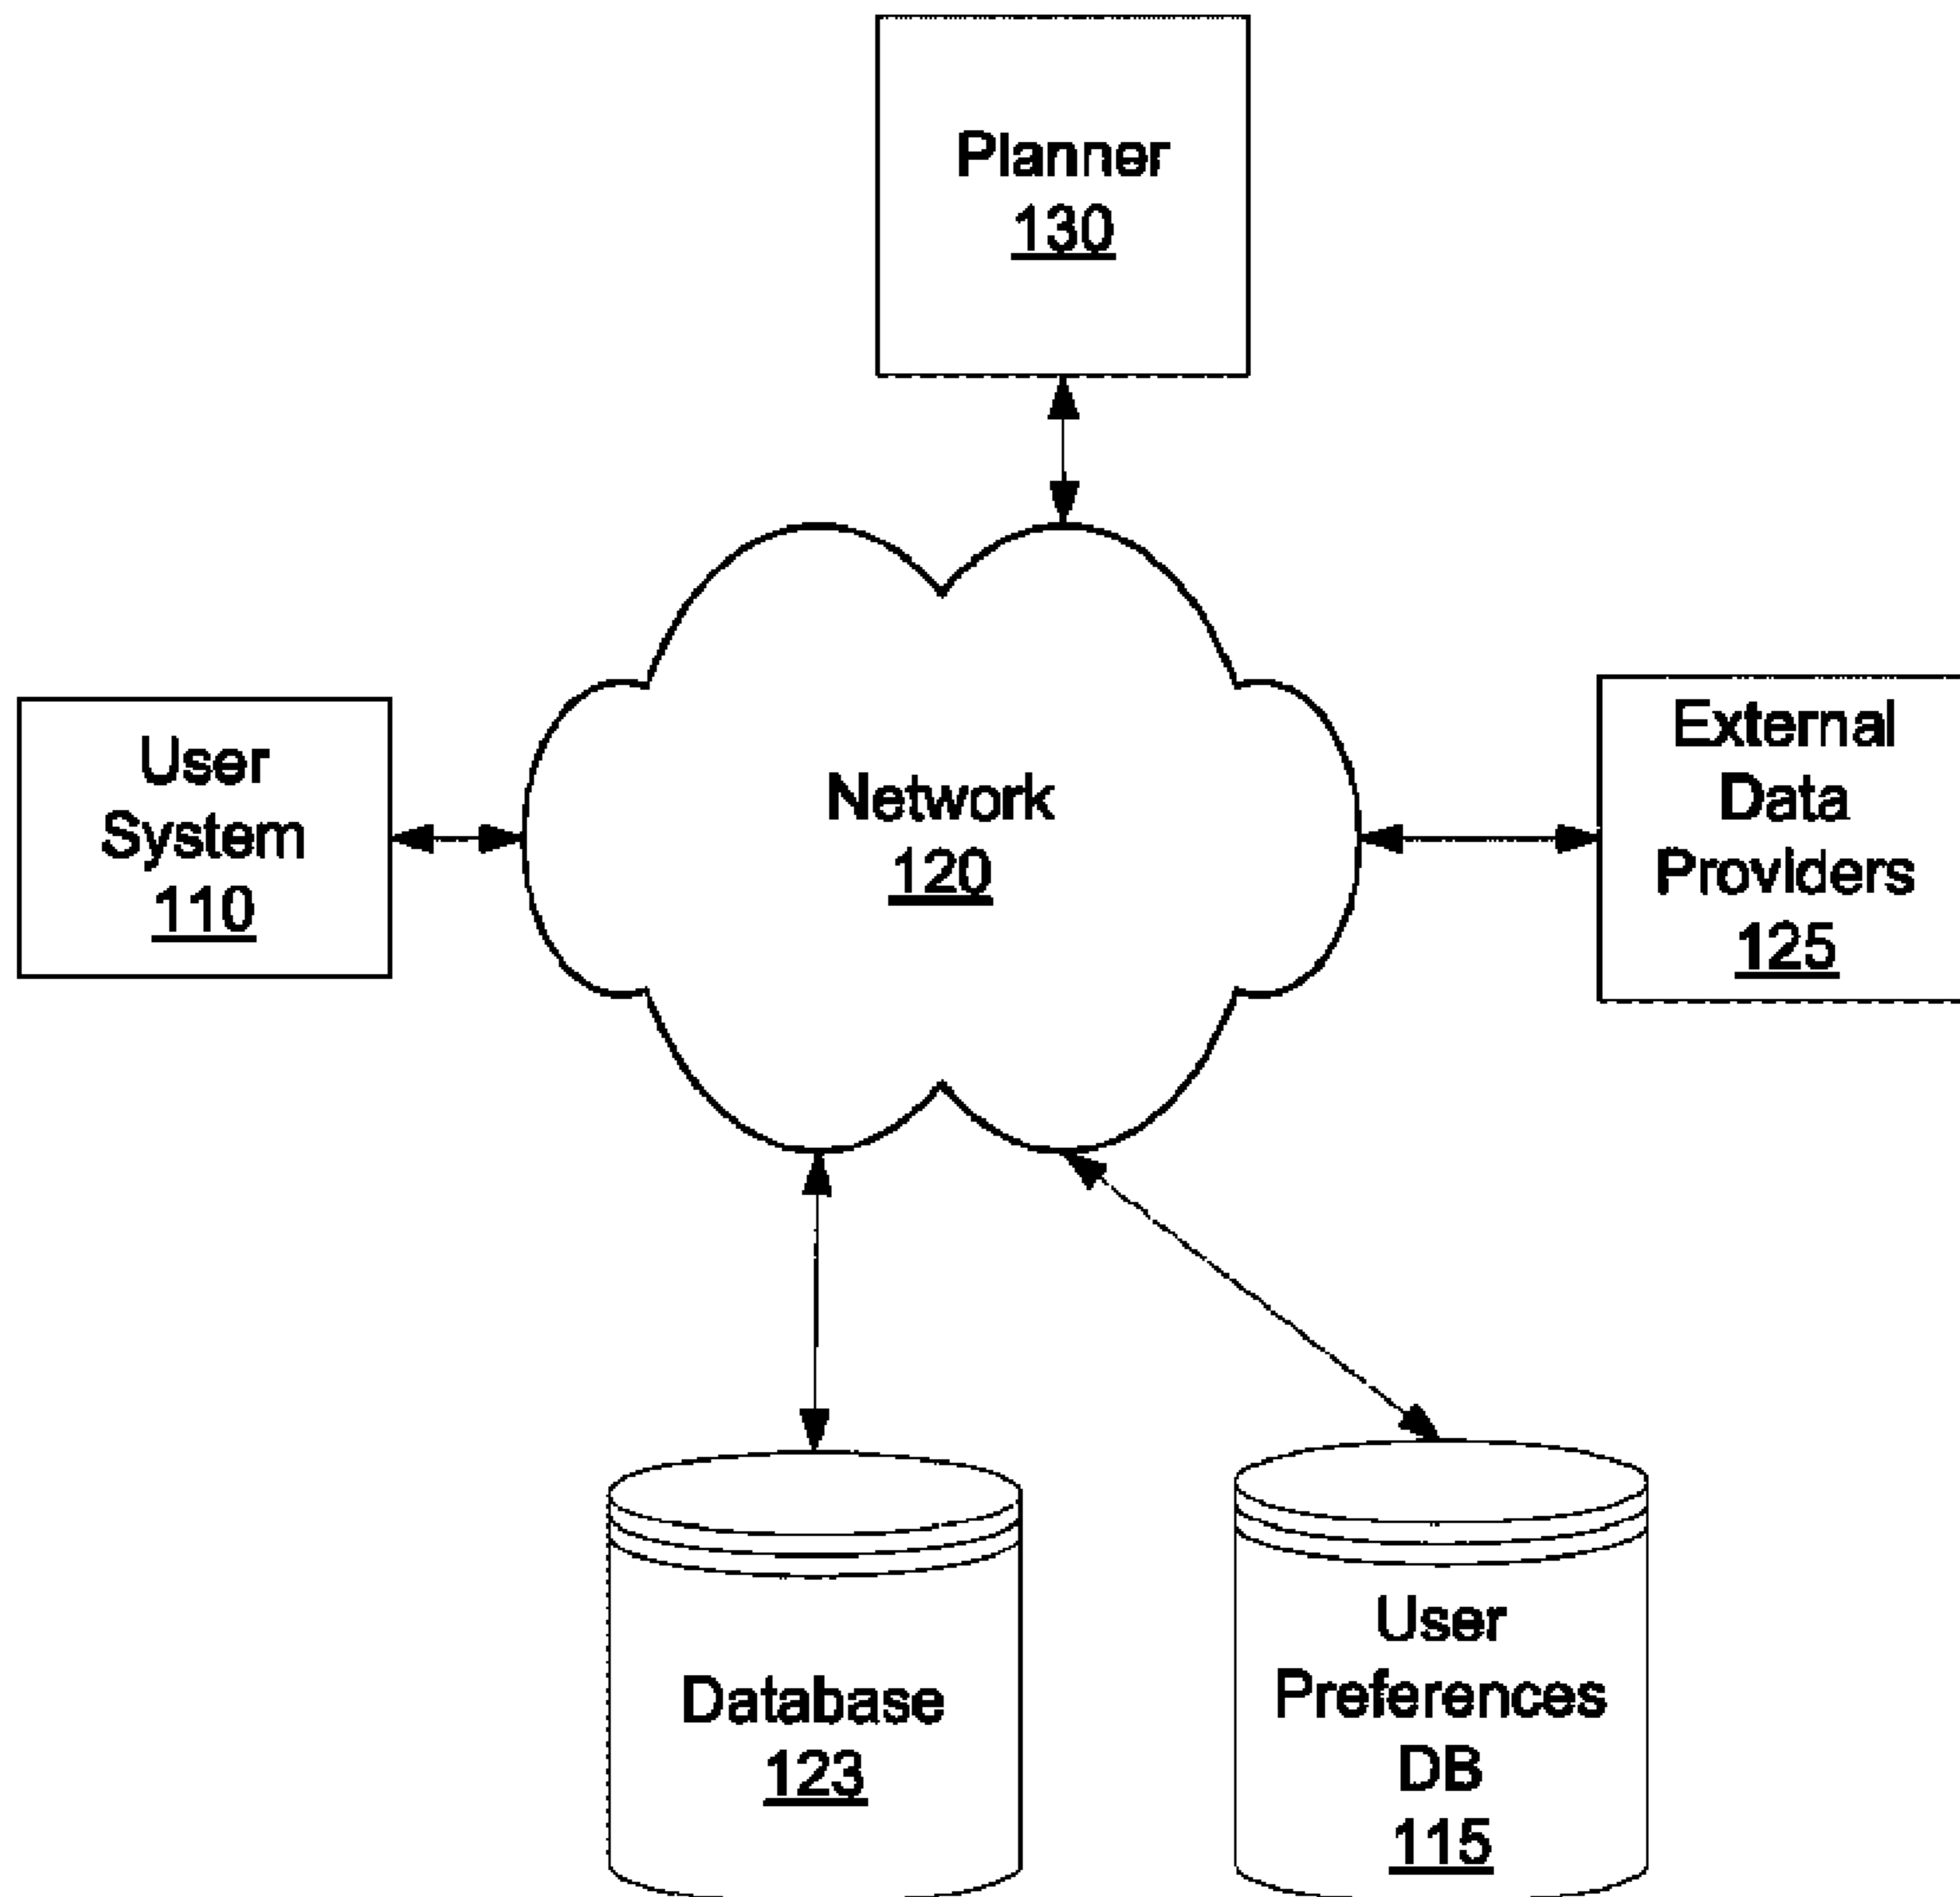 Planner
130
User
System
110
Network
120
External
Data
Providers
125
Database
123
User
Preferences
DB
115